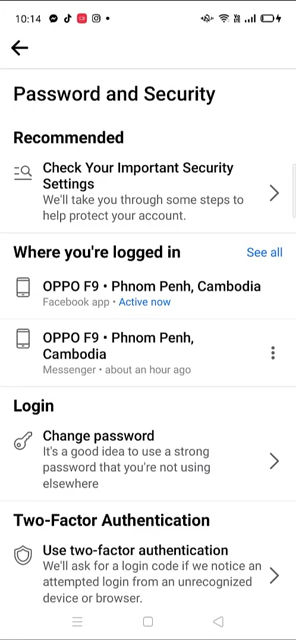 10:14
Password and Security
Recommended
Check Your Important Security
Settings
We'll take you through some steps to
help protect your account.
Where you're logged in
See all
OPPO F9 • Phnom Penh, Cambodia
Facebook app • Active now
OPPO F9 • Phnom Penh,
Cambodia
Messenger • about an hour ago
Login
Change password
It's a good idea to use a strong
password that you're not using
elsewhere
Two-Factor Authentication
Use two-factor authentication
We'll ask for a login code if we notice an
attempted login from an unrecognized
device or browser.